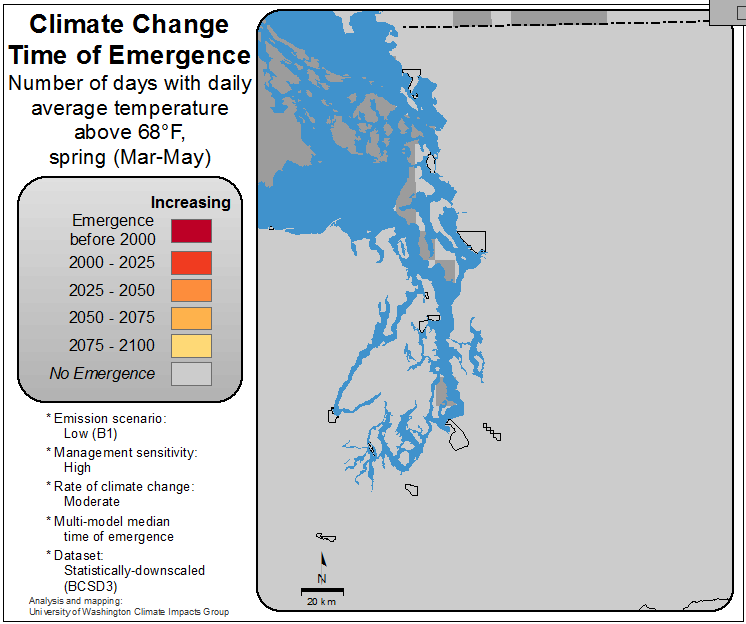 Climate Change
Time of Emergence
Number of days with daily
average temperature
above 68°F,
spring (Mar-May)
Increasing
Emergence
before 2000
2000 - 2025
2025 - 2050
2050 - 2075
2075 - 2100
No Emergence
* Emission scenario:
Low (B1)
* Management sensitivity:
High
* Rate of climate change:
Moderate
* Multi-model median
time of emergence
* Dataset:
Statistically-downscaled
(BCSD3)
Analysis and mapping:
University of Washington Climate Impacts Group
N
20 km